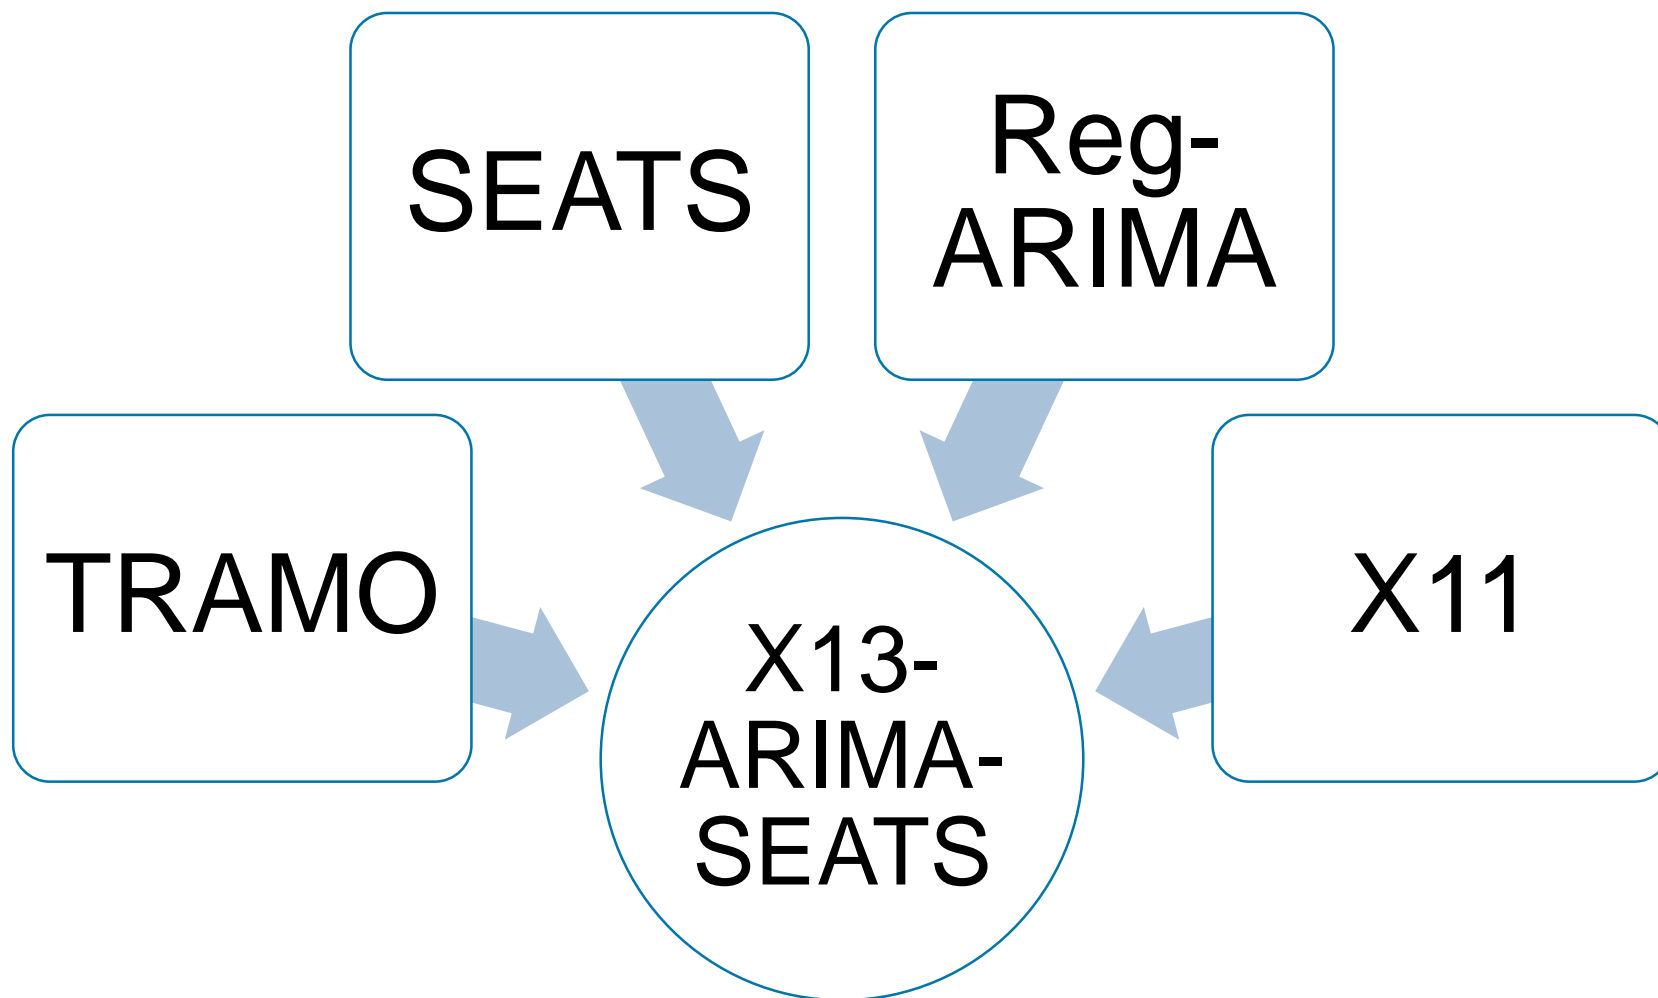 SEATS
Reg-
ARIMA
TRAMO
X11
X13-
ARIMA-
SEATS